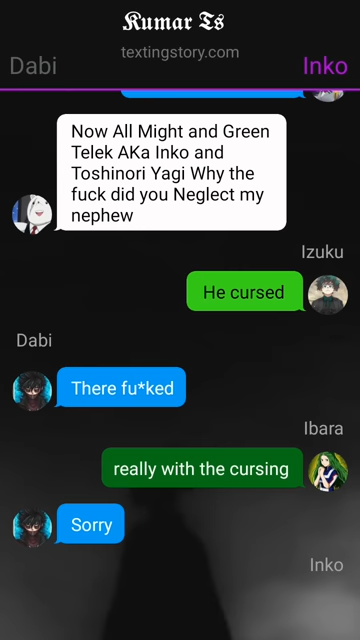 Kumar Ts
textingstory.com
Dabi
Inko
Now All Might and Green
Telek AKa Inko and
Toshinori Yagi Why the
fuck did you Neglect my
nephew
Izuku
He cursed
Dabi
There fu*ked
Ibara
really with the cursing
Sorry
Inko